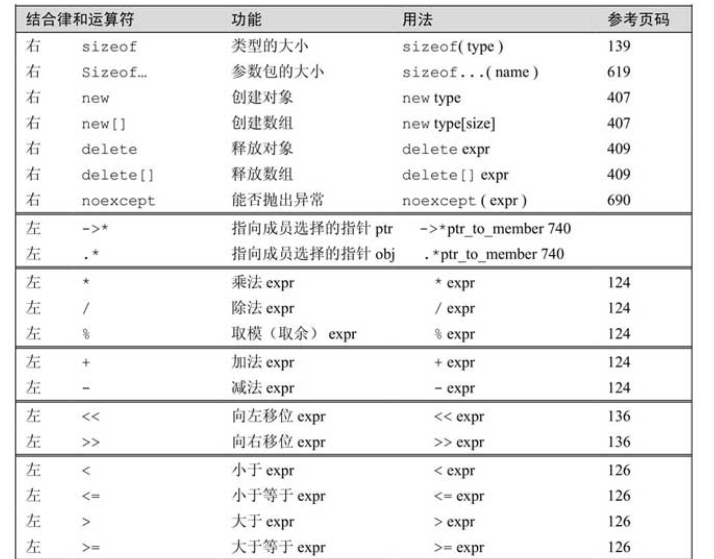 结合律和运算符 功能 用法 参考页码
右 sizeof 类型的大小 sizeof( type ) 139
右 Sizeof… 参数包的大小 sizeof...( name ) 619
右 new 创建对象 new type 407
右 new[] 创建数组 new type[size] 407
右 delete 释放对象 delete expr 409
右 delete[] 释放数组 delete[] expr 409
右 noexcept 能否抛出异常 noexcept ( expr ) 690
左 ->* 指向成员选择的指针 ptr ->*ptr_to_member 740
左 .* 指向成员选择的指针 obj .*ptr_to_member 740
左 * 乘法 expr * expr 124
左 / 除法 expr / expr 124
左 % 取模（取余） expr % expr 124
左 + 加法 expr + expr 124
左 - 减法 expr - expr 124
左 << 向左移位 expr << expr 136
左 >> 向右移位 expr >> expr 136
左 < 小于 expr < expr 126
左 <= 小于等于 expr <= expr 126
左 > 大于 expr > expr 126
左 >= 大于等于 expr >= expr 126